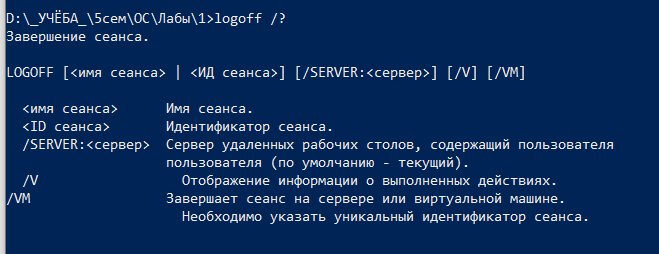 D:\_УЧЁБА_\5сем\ОС\Лабы\1>logoff /?
Завершение сеанса.
LOGOFF [<имя сеанса> | <ИД сеанса>] [/SERVER:<сервер>] [/V] [/VM]
<имя сеанса> Имя сеанса.
<ID сеанса> Идентификатор сеанса.
/SERVER:<сервер> Сервер удаленных рабочих столов, содержащий пользователя
пользователя (по умолчанию - текущий).
/V Отображение информации о выполненных действиях.
/VM Завершает сеанс на сервере или виртуальной машине.
Необходимо указать уникальный идентификатор сеанса.